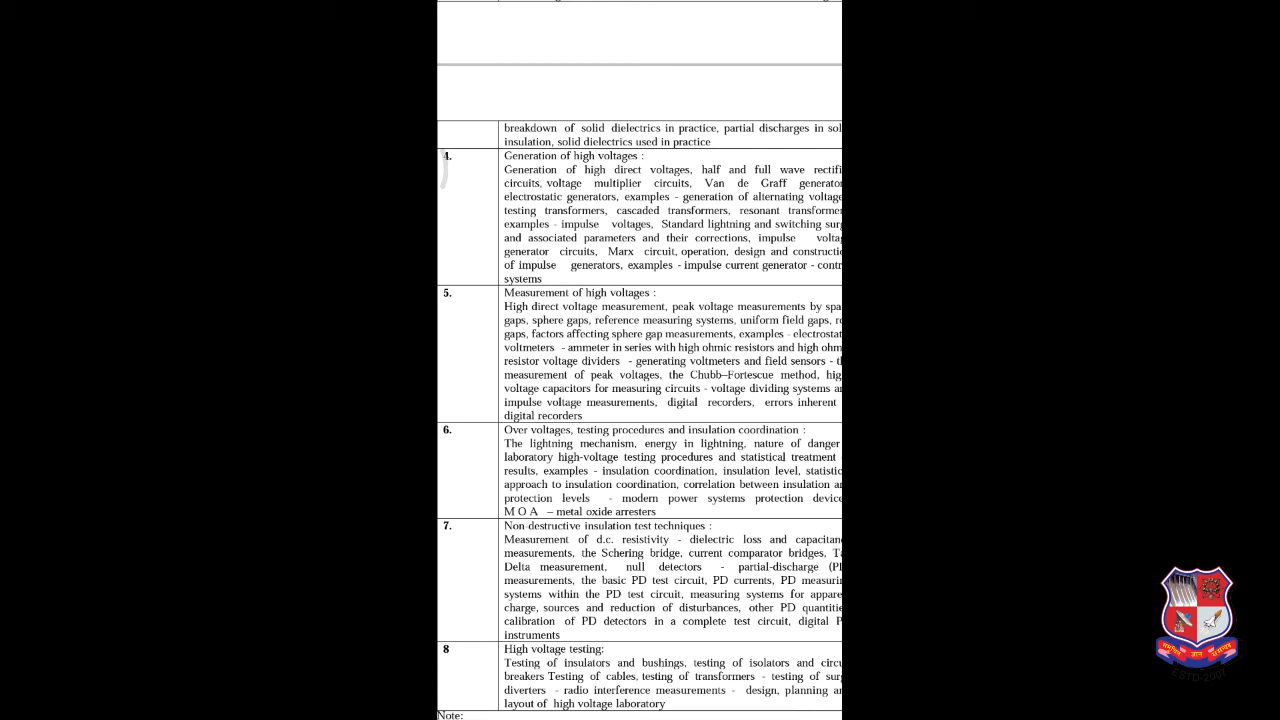 breakdown of solid dielectrics in practice, partial discharges in sol
insulation, solid dielectrics used in practice
4. Generation of high voltages :
Generation of high direct voltages, half and full wave rectifi
circuits, voltage multiplier circuits, Van de Graff generato
electrostatic generators, examples - generation of alternating voltage
testing transformers, cascaded transformers, resonant transforme
examples - impulse voltages, Standard lightning and switching sur
and associated parameters and their corrections, impulse volta
generator circuits, Marx circuit, operation, design and constructi
of impulse generators, examples - impulse current generator - contr
systems
5. Measurement of high voltages :
High direct voltage measurement, peak voltage measurements by spa
gaps, sphere gaps, reference measuring systems, uniform field gaps, r
gaps, factors affecting sphere gap measurements, examples - electrostat
voltmeters - ammeter in series with high ohmic resistors and high ohm
resistor voltage dividers - generating voltmeters and field sensors - t
measurement of peak voltages, the Chubb–Fortescue method, hig
voltage capacitors for measuring circuits - voltage dividing systems a
impulse voltage measurements, digital recorders, errors inherent
digital recorders
6. Over voltages, testing procedures and insulation coordination :
The lightning mechanism, energy in lightning, nature of danger
laboratory high-voltage testing procedures and statistical treatment
results, examples - insulation coordination, insulation level, statistic
approach to insulation coordination, correlation between insulation a
protection levels - modern power systems protection device
M O A – metal oxide arresters
7. Non-destructive insulation test techniques :
Measurement of d.c. resistivity - dielectric loss and capacitan
measurements, the Schering bridge, current comparator bridges, T
Delta measurement, null detectors - partial-discharge (P
measurements, the basic PD test circuit, PD currents, PD measuri
systems within the PD test circuit, measuring systems for appare
charge, sources and reduction of disturbances, other PD quantitie
calibration of PD detectors in a complete test circuit, digital P
instruments
8 High voltage testing:
Testing of insulators and bushings, testing of isolators and circu
breakers Testing of cables, testing of transformers - testing of sur
diverters - radio interference measurements - design, planning a
layout of high voltage laboratory
Note:
ESTD-2007